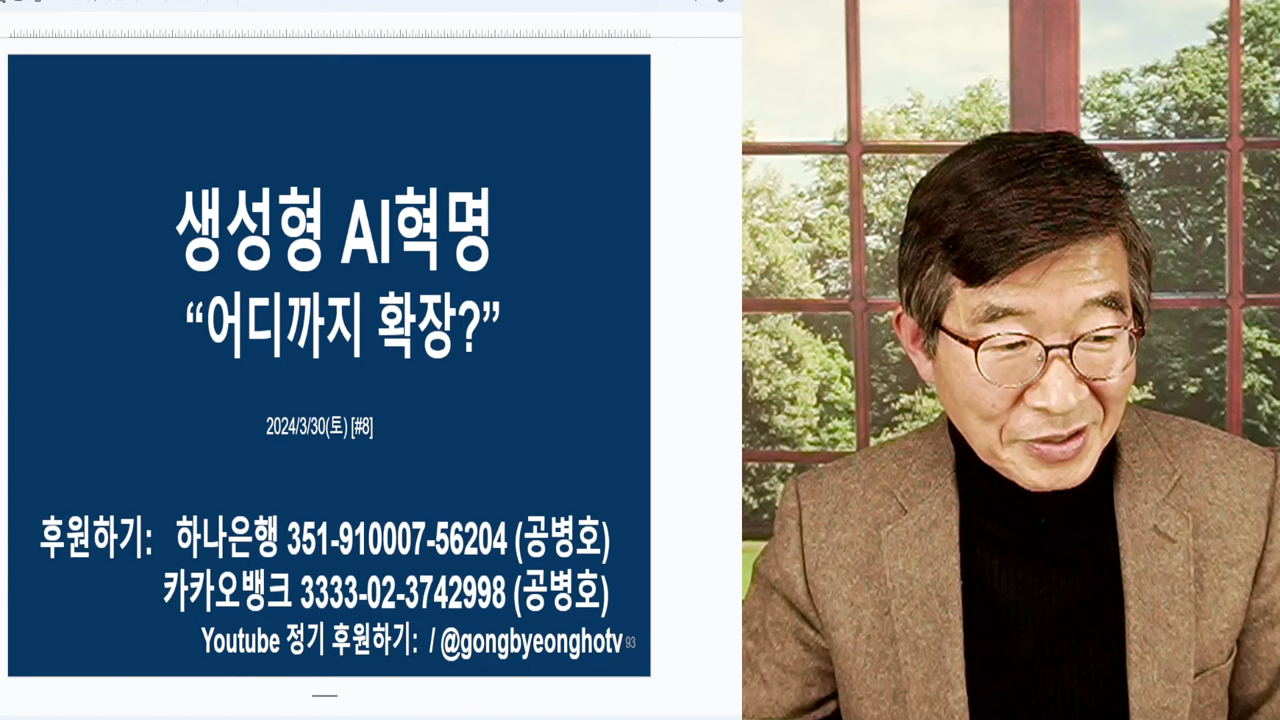 생성형 AI혁명
“어디까지 확장?”
2024/3/30(토) [#8]
후원하기: 하나은행 351-910007-56204 (공병호)
카카오뱅크 3333-02-3742998 (공병호)
Youtube 정기 후원하기: / @gongbyeonghotv
93